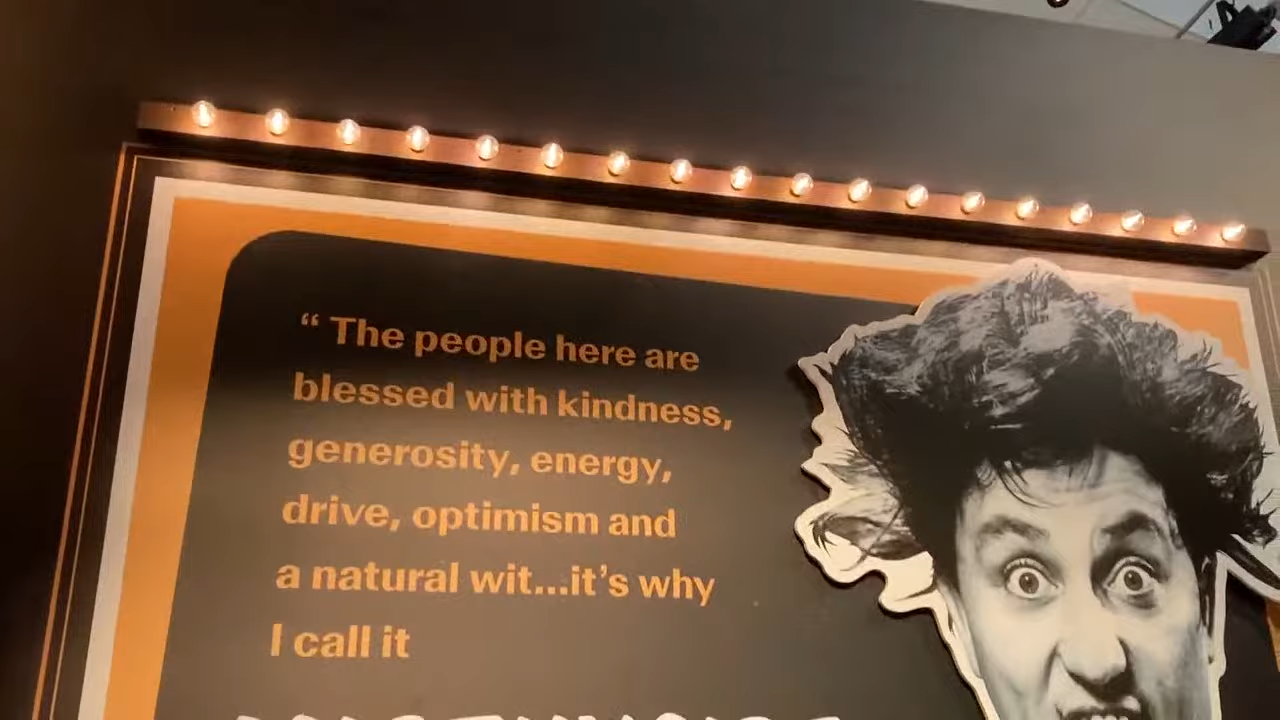 “ The people here are
blessed with kindness,
generosity, energy,
drive, optimism and
a natural wit...it’s why
I call it